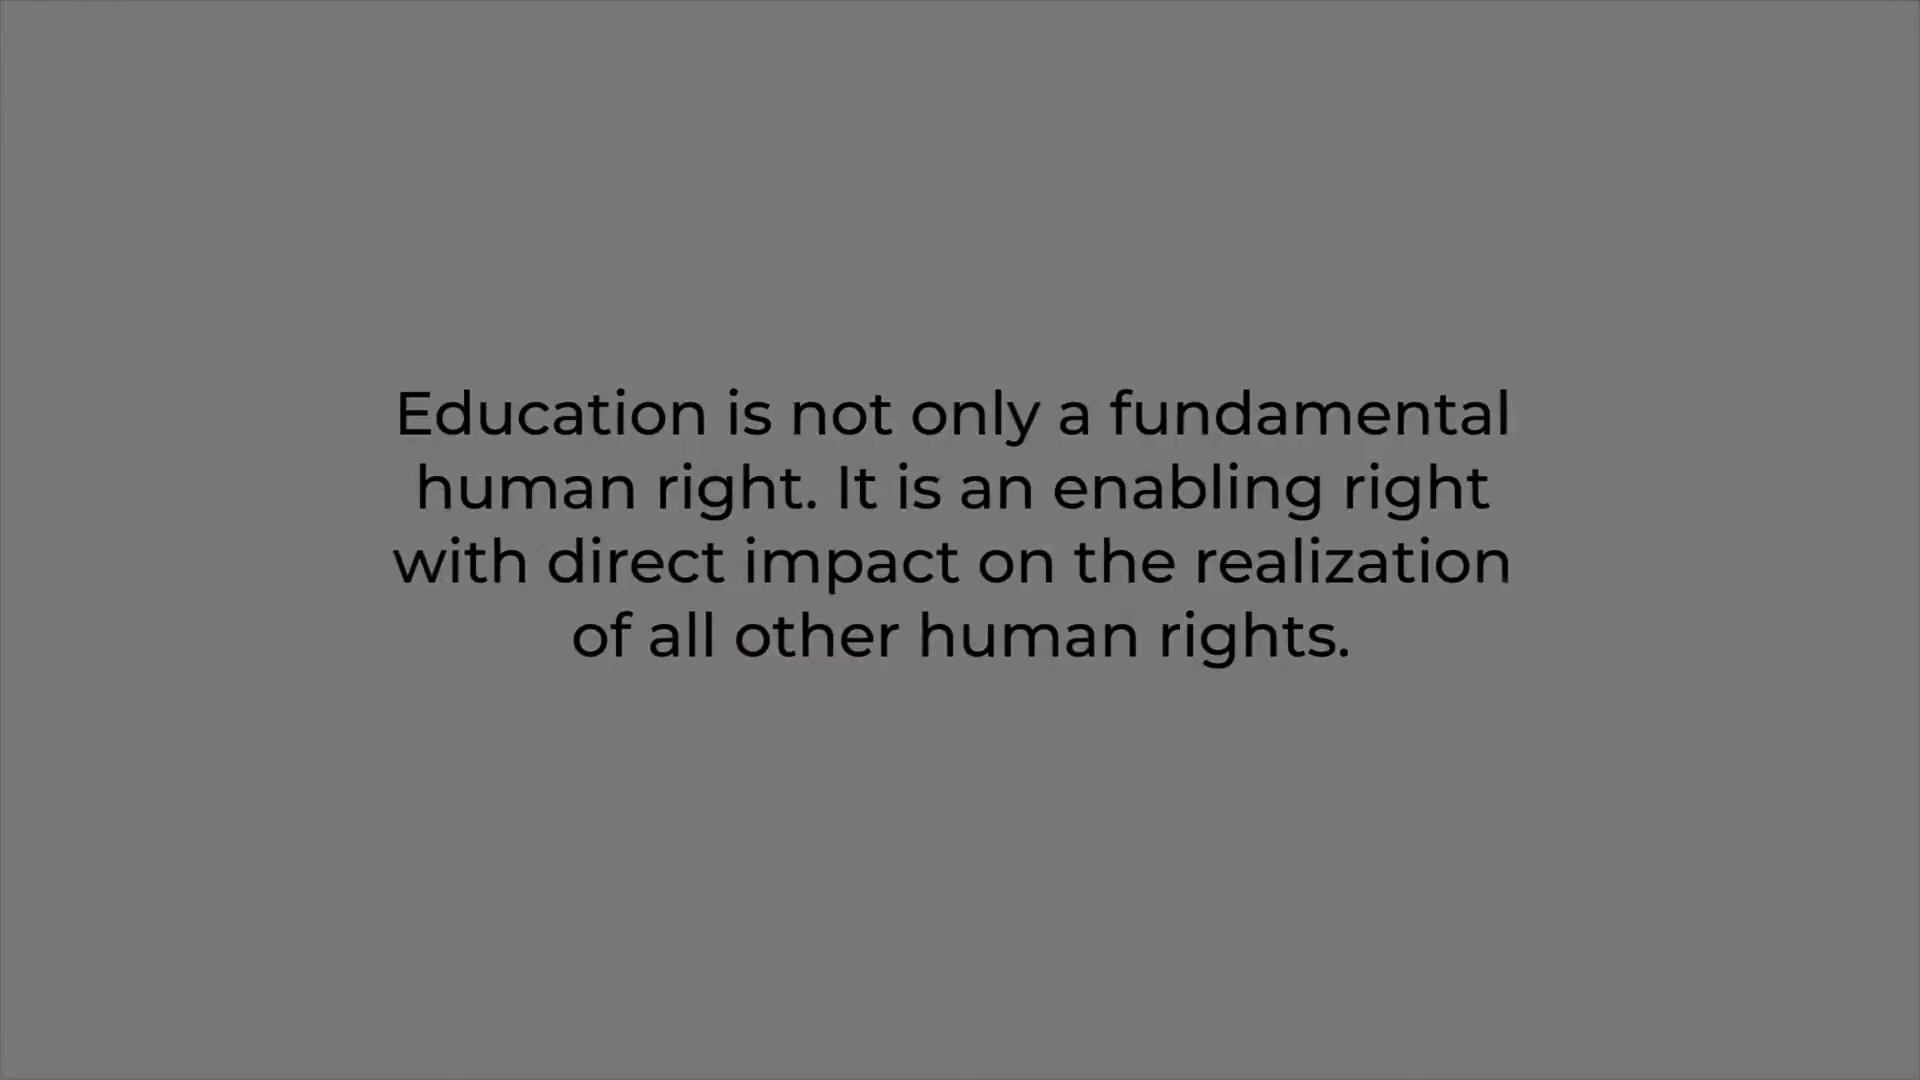 Education is not only a fundamental
human right. It is an enabling right
with direct impact on the realization
of all other human rights.